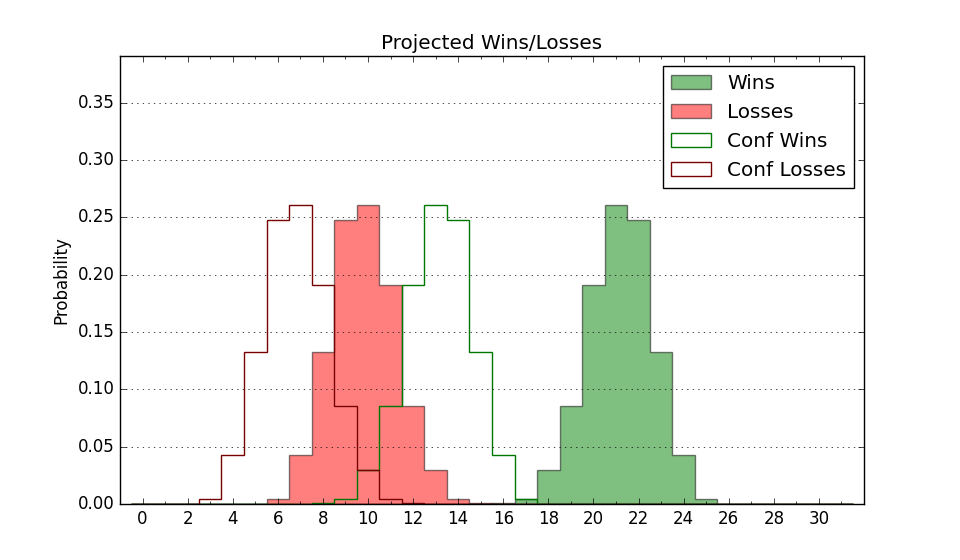 Projected Wins/Losses
Wins
Losses
Conf Wins
Conf Losses
Probability
0.35
0.30
0.25
0.20
0.15
0.10
0.05
0.00
0 2 4 6 8 10 12 14 16 18 20 22 24 26 28 30